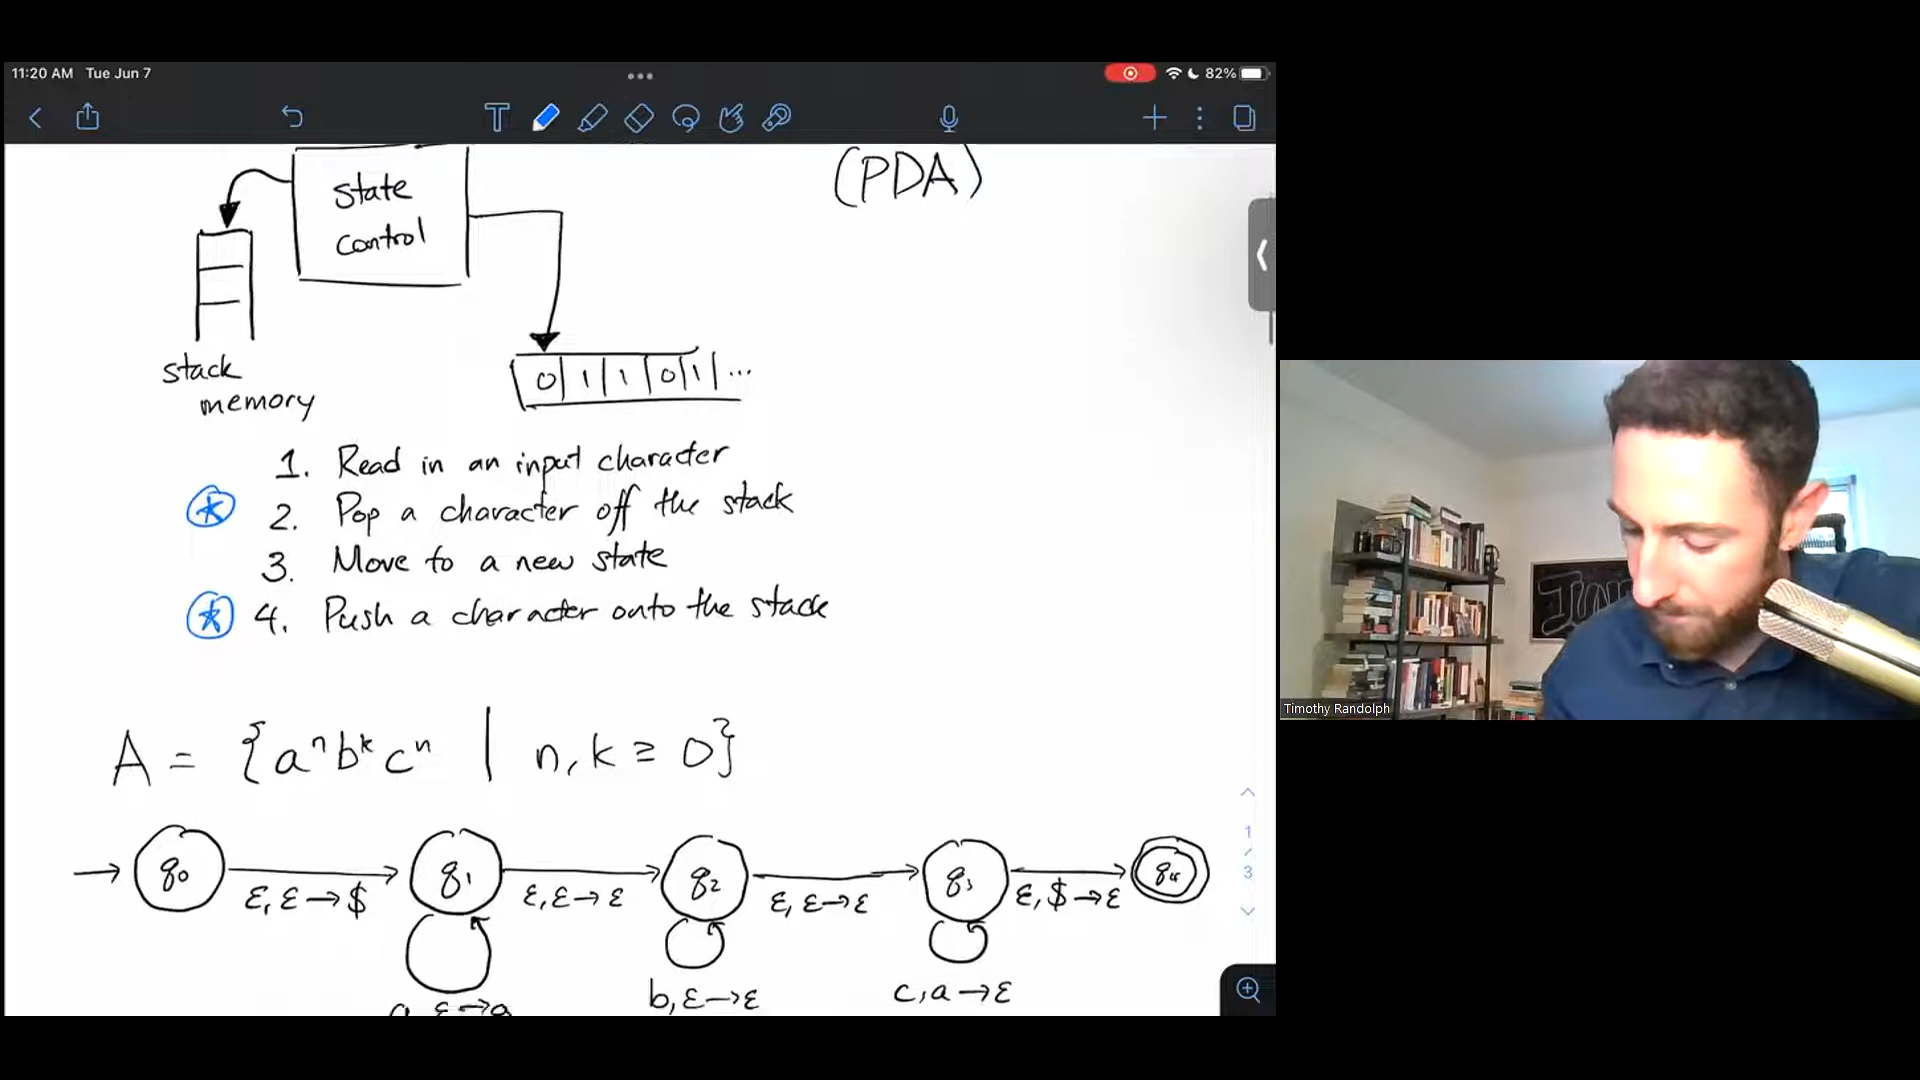 11:20 AM Tue Jun 7
82%
(PDA)
state
control
stack
memory
0 1 1 0 1 ...
1. Read in an input character
2. Pop a character off the stack
3. Move to a new state
4. Push a character onto the stack
A = {aⁿbᵏcⁿ | n, k ≥ 0}
q₀ q₁ q₂ q₃ q₄
ε, ε → $ ε, ε → ε ε, ε → ε ε, $ → ε
a, ε → a b, ε → ε c, a → ε
1
/
3
Timothy Randolph